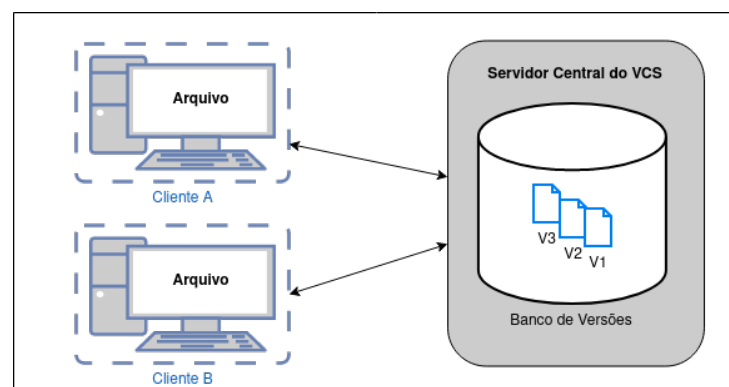 Arquivo
Cliente A
Arquivo
Cliente B
Servidor Central do VCS
V3
V2
V1
Banco de Versões